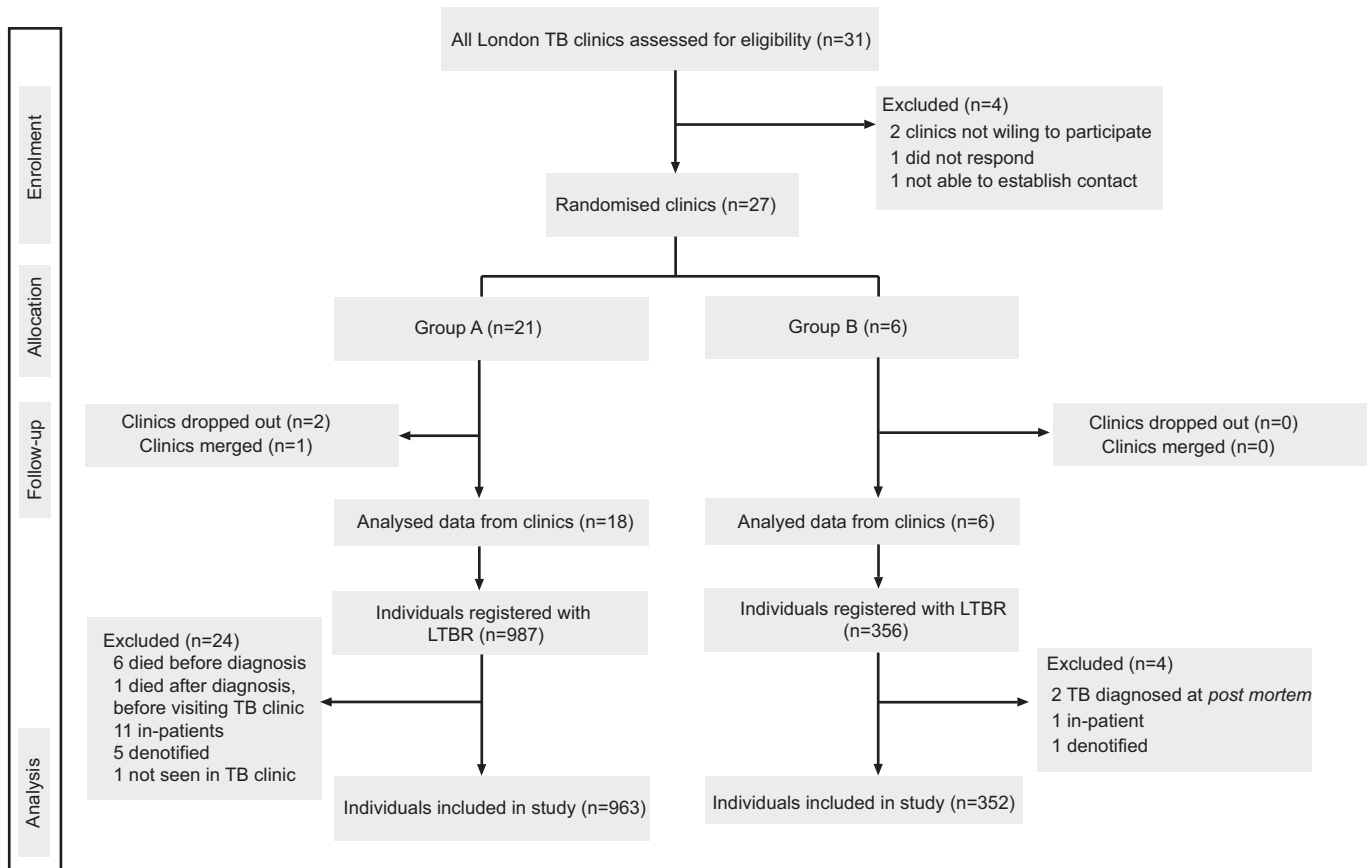 All London TB clinics assessed for eligibility (n=31)
Enrolment
Excluded (n=4)
2 clinics not wiling to participate
1 did not respond
1 not able to establish contact
Randomised clinics (n=27)
Allocation
Group A (n=21)
Group B (n=6)
Follow-up
Clinics dropped out (n=2)
Clinics merged (n=1)
Clinics dropped out (n=0)
Clinics merged (n=0)
Analysed data from clinics (n=18)
Analyed data from clinics (n=6)
Individuals registered with
LTBR (n=987)
Individuals registered with LTBR
(n=356)
Excluded (n=24)
6 died before diagnosis
1 died after diagnosis,
before visiting TB clinic
11 in-patients
5 denotified
1 not seen in TB clinic
Excluded (n=4)
2 TB diagnosed at post mortem
1 in-patient
1 denotified
Analysis
Individuals included in study (n=963)
Individuals included in study (n=352)